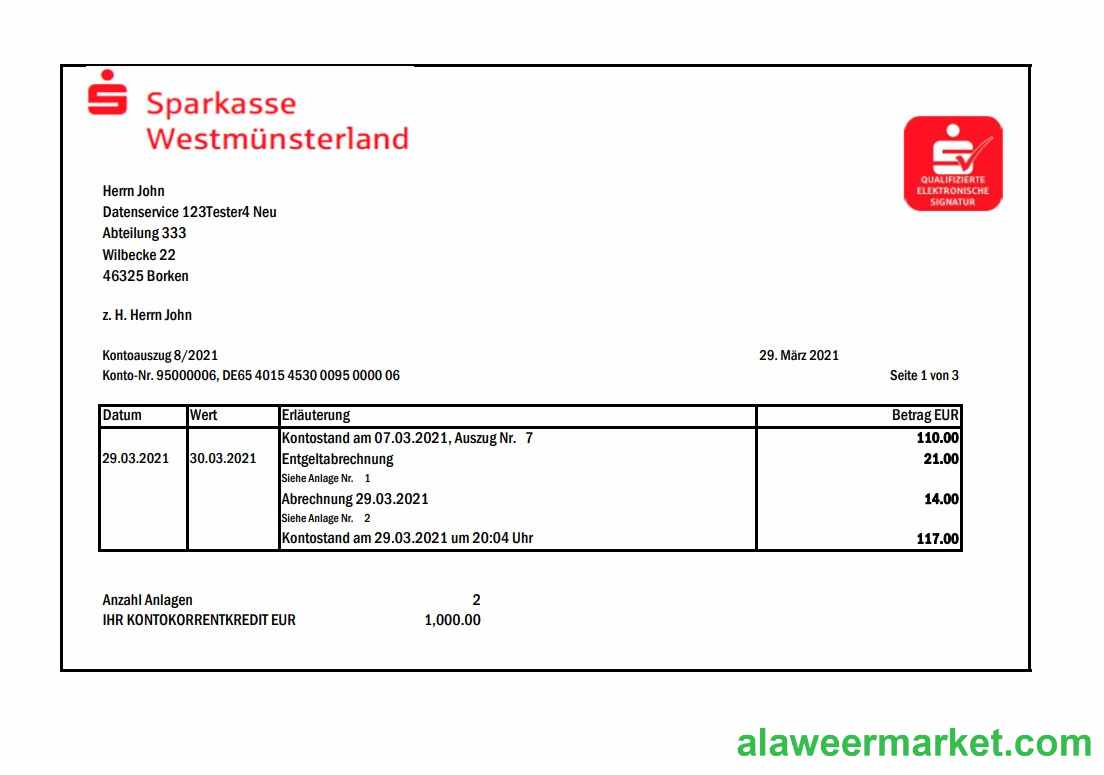 Sparkasse
Westmünsterland
QUALIFIZIERTE
ELEKTRONISCHE
SIGNATUR
Herrn John
Datenservice 123Tester4 Neu
Abteilung 333
Wilbecke 22
46325 Borken
z. H. Herrn John
Kontoauszug 8/2021 29. März 2021
Konto-Nr. 95000006, DE65 4015 4530 0095 0000 06 Seite 1 von 3
Datum Wert Erläuterung Betrag EUR
Kontostand am 07.03.2021, Auszug Nr. 7 110.00
29.03.2021 30.03.2021 Entgeltabrechnung 21.00
Siehe Anlage Nr. 1
Abrechnung 29.03.2021 14.00
Siehe Anlage Nr. 2
Kontostand am 29.03.2021 um 20:04 Uhr 117.00
Anzahl Anlagen 2
IHR KONTOKORRENTKREDIT EUR 1,000.00
alaweermarket.com